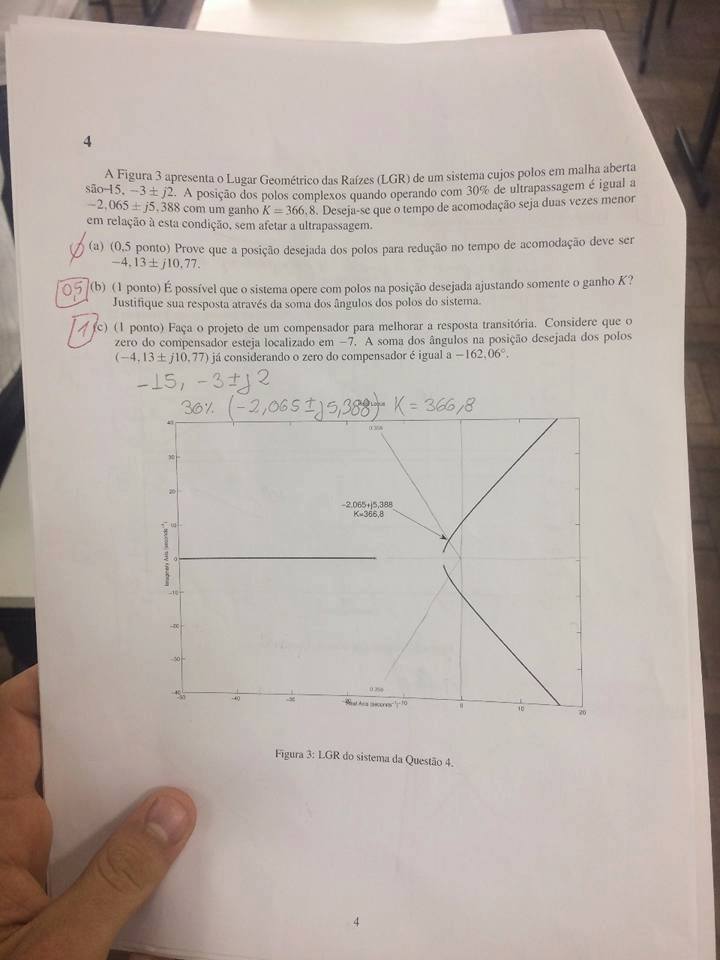 4
A Figura 3 apresenta o Lugar Geométrico das Raízes (LGR) de um sistema cujos polos em malha aberta
são -15, −3 ± j2. A posição dos polos complexos quando operando com 30% de ultrapassagem é igual a
−2,065 ± j5,388 com um ganho K = 366,8. Deseja-se que o tempo de acomodação seja duas vezes menor
em relação à esta condição, sem afetar a ultrapassagem.
(a) (0,5 ponto) Prove que a posição desejada dos polos para redução no tempo de acomodação deve ser
−4,13 ± j10,77.
0,5 (b) (1 ponto) É possível que o sistema opere com polos na posição desejada ajustando somente o ganho K?
Justifique sua resposta através da soma dos ângulos dos polos do sistema.
1 (c) (1 ponto) Faça o projeto de um compensador para melhorar a resposta transitória. Considere que o
zero do compensador esteja localizado em −7. A soma dos ângulos na posição desejada dos polos
(−4,13 ± j10,77) já considerando o zero do compensador é igual a −162,06°.
-15, -3±j2
30% (-2,065±j5,388) K=366,8
40
0.358
30
20
−2,065+j5,388
K=366,8
10
0
Imaginary Axis (seconds⁻¹)
−10
−20
−30
0.358
−40
−50
−40
−30
−20
Real Axis (seconds⁻¹)
−10
0
10
20
Figura 3: LGR do sistema da Questão 4.
4